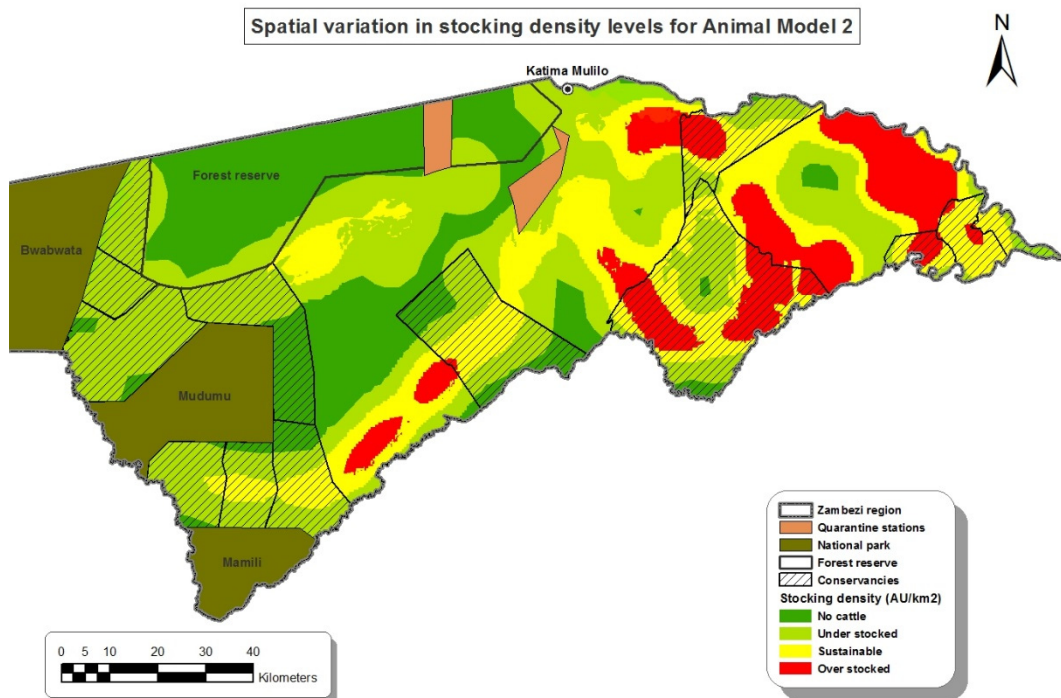 Spatial variation in stocking density levels for Animal Model 2
N
Katima Mulilo
Forest reserve
Bwabwata
Mudumu
Mamili
Zambezi region
Quarantine stations
National park
Forest reserve
Conservancies
Stocking density (AU/km2)
No cattle
Under stocked
Sustainable
Over stocked
0 5 10 20 30 40
Kilometers